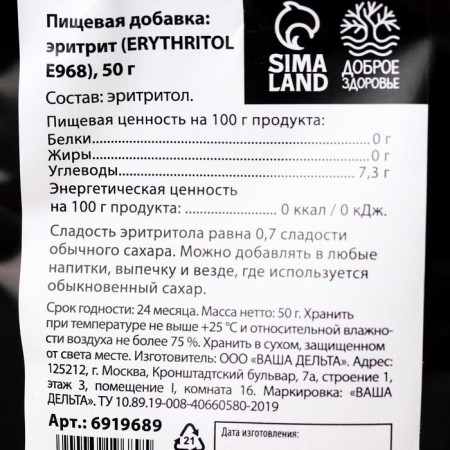 Пищевая добавка:
эритрит (ERYTHRITOL
E968), 50 г
SIMA
LAND
ДОБРОЕ
ЗДОРОВЬЕ
Состав: эритритол.
Пищевая ценность на 100 г продукта:
Белки........................................................0 г
Жиры........................................................0 г
Углеводы................................................7,3 г
Энергетическая ценность
на 100 г продукта: ................0 ккал / 0 кДж.
Сладость эритритола равна 0,7 сладости
обычного сахара. Можно добавлять в любые
напитки, выпечку и везде, где используется
обыкновенный сахар.
Срок годности: 24 месяца. Масса нетто: 50 г. Хранить
при температуре не выше +25 °С и относительной влажно-
сти воздуха не более 75 %. Хранить в сухом, защищенном
от света месте. Изготовитель: ООО «ВАША ДЕЛЬТА». Адрес:
125212, г. Москва, Кронштадтский бульвар, 7а, строение 1,
этаж 3, помещение I, комната 16. Маркировка: «ВАША
ДЕЛЬТА». ТУ 10.89.19-008-40660580-2019
Арт.: 6919689
21
Дата изготовления: